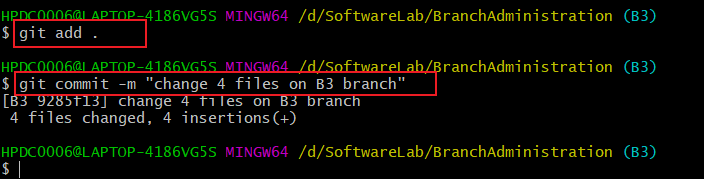 HPDC0006@LAPTOP-4186VG5S MINGW64 /d/SoftwareLab/BranchAdministration (B3)
$ git add .
HPDC0006@LAPTOP-4186VG5S MINGW64 /d/SoftwareLab/BranchAdministration (B3)
$ git commit -m "change 4 files on B3 branch"
[B3 9285f13] change 4 files on B3 branch
 4 files changed, 4 insertions(+)
HPDC0006@LAPTOP-4186VG5S MINGW64 /d/SoftwareLab/BranchAdministration (B3)
$